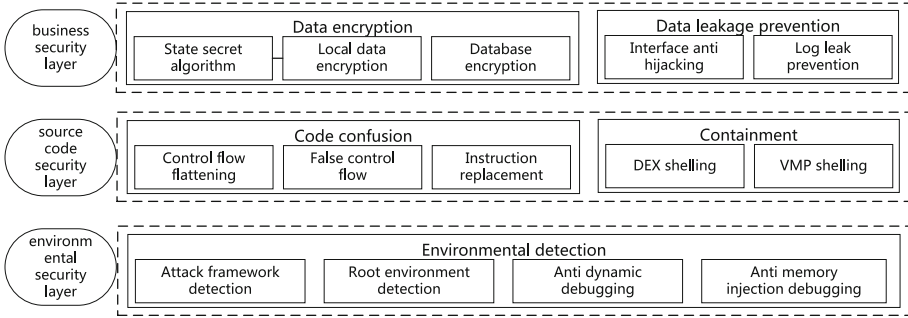 business
security
layer
Data encryption
State secret
algorithm
Local data
encryption
Database
encryption
Data leakage prevention
Interface anti
hijacking
Log leak
prevention
source
code
security
layer
Code confusion
Control flow
flattening
False control
flow
Instruction
replacement
Containment
DEX shelling
VMP shelling
environm
ental
security
layer
Environmental detection
Attack framework
detection
Root environment
detection
Anti dynamic
debugging
Anti memory
injection debugging